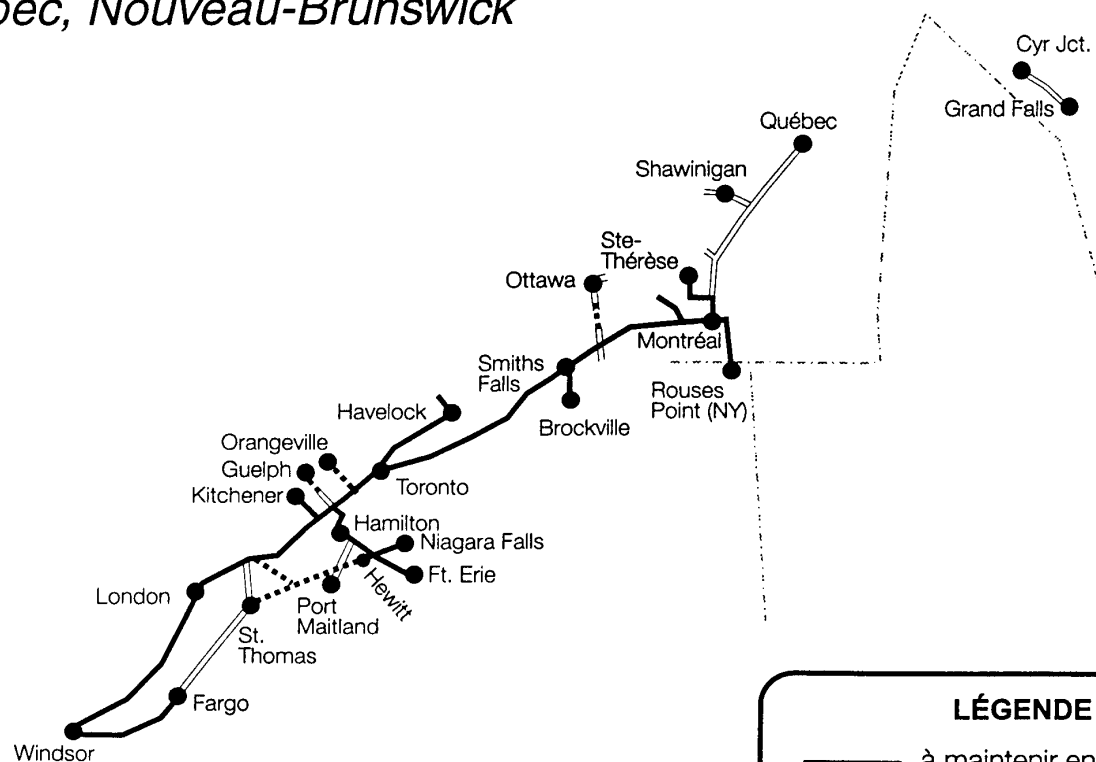 bec, Nouveau-Brunswick
Cyr Jct.
Grand Falls
Québec
Shawinigan
Ste-
Thérèse
Ottawa
Montréal
Smiths
Falls
Rouses
Point (NY)
Brockville
Havelock
Orangeville
Guelph
Toronto
Kitchener
Hamilton
Niagara Falls
Ft. Erie
Hewitt
London
Port
Maitland
St.
Thomas
Fargo
Windsor
LÉGENDE
à maintenir en